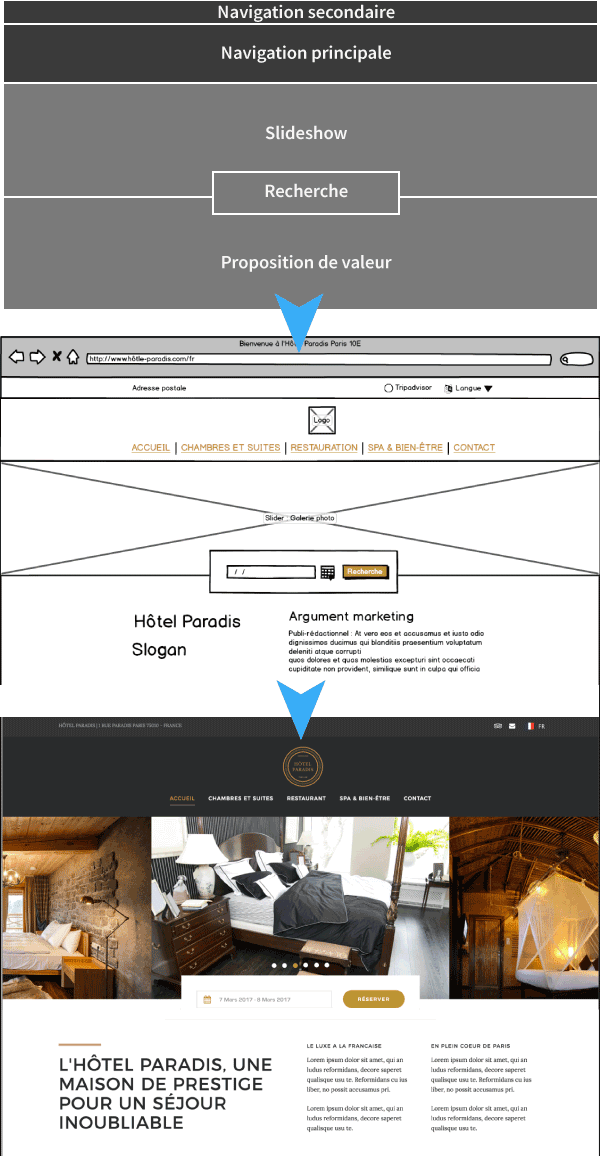 Navigation secondaire
Navigation principale
Slideshow
Recherche
Proposition de valeur
Bienvenue à l'Hôtle Paradis Paris 10E
http://www.hôtle-paradis.com/fr
Adresse postale
Tripadvisor
Langue
Logo
ACCUEIL | CHAMBRES ET SUITES | RESTAURATION | SPA & BIEN-ÊTRE | CONTACT
Slider : Galerie photo
/ /
Recherche
Hôtel Paradis
Slogan
Argument marketing
Publi-rédactionnel : At vero eos et accusamus et iusto odio
dignissimos ducimus qui blanditiis praesentium voluptatum
deleniti atque corrupti
quos dolores et quas molestias excepturi sint occaecati
cupiditate non provident, similique sunt in culpa qui officia
HÔTEL PARADIS | 1 RUE PARADIS PARIS 75010 - FRANCE
FR
HÔTEL
PARADIS
ACCUEIL
CHAMBRES ET SUITES
RESTAURANT
SPA & BIEN-ÊTRE
CONTACT
7 Mars 2017 - 8 Mars 2017
RÉSERVER
L'HÔTEL PARADIS, UNE
MAISON DE PRESTIGE
POUR UN SÉJOUR
INOUBLIABLE
LE LUXE A LA FRANCAISE
Lorem ipsum dolor sit amet, qui an
ludus reformidans, decore saperet
qualisque usu te. Reformidans cu ius
liber, no possit accusamus pri.
Lorem ipsum dolor sit amet, qui an
ludus reformidans, decore saperet
qualisque usu te.
EN PLEIN COEUR DE PARIS
Lorem ipsum dolor sit amet, qui an
ludus reformidans, decore saperet
qualisque usu te. Reformidans cu ius
liber, no possit accusamus pri.
Lorem ipsum dolor sit amet, qui an
ludus reformidans, decore saperet
qualisque usu te.